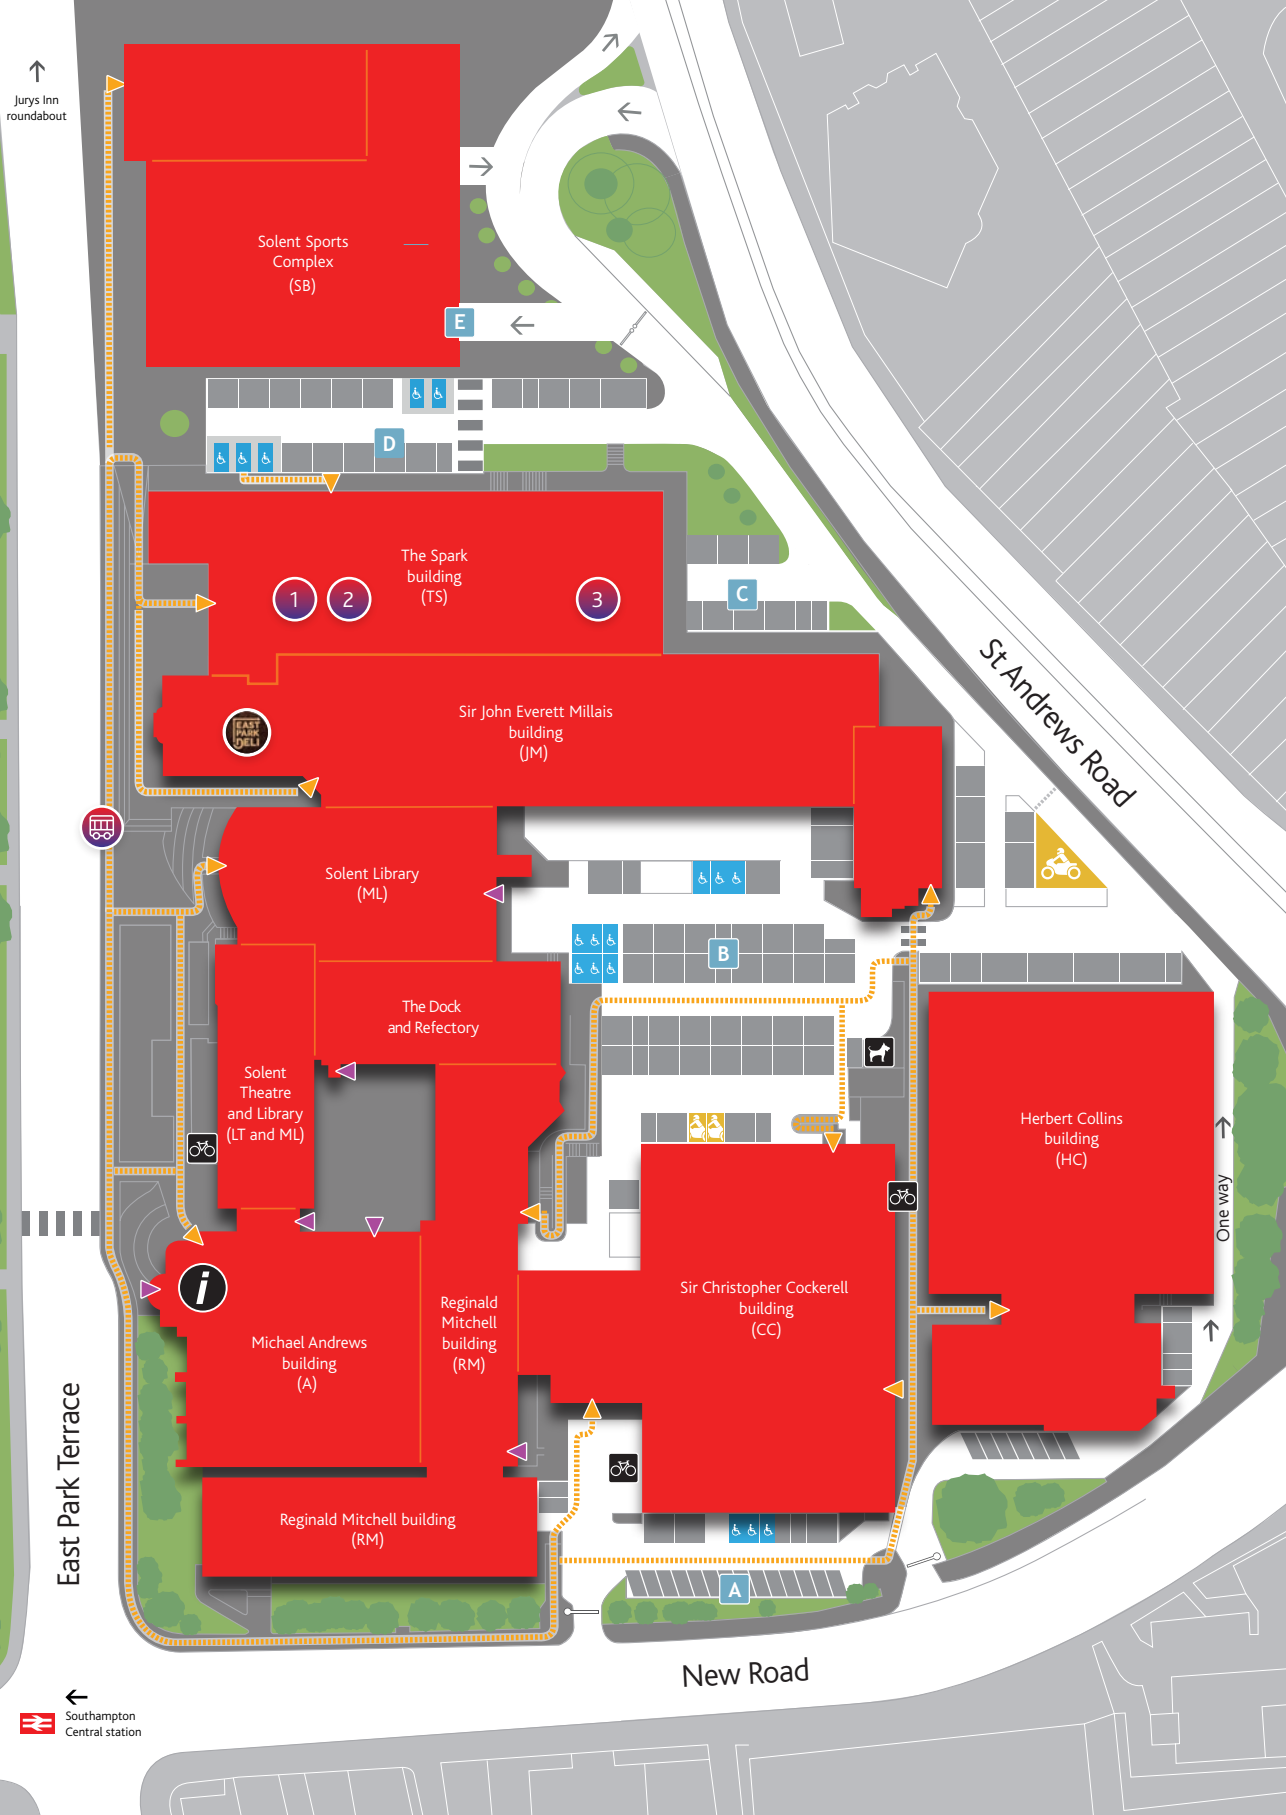 Jurys Inn
roundabout
Solent Sports
Complex
(SB)
E
D
The Spark
building
(TS)
1
2
3
C
St Andrews Road
EAST
PARK
DELI
Sir John Everett Millais
building
(JM)
Solent Library
(ML)
B
The Dock
and Refectory
Solent
Theatre
and Library
(LT and ML)
Herbert Collins
building
(HC)
One way
i
Michael Andrews
building
(A)
Reginald
Mitchell
building
(RM)
Sir Christopher Cockerell
building
(CC)
East Park Terrace
Reginald Mitchell building
(RM)
A
New Road
Southampton
Central station